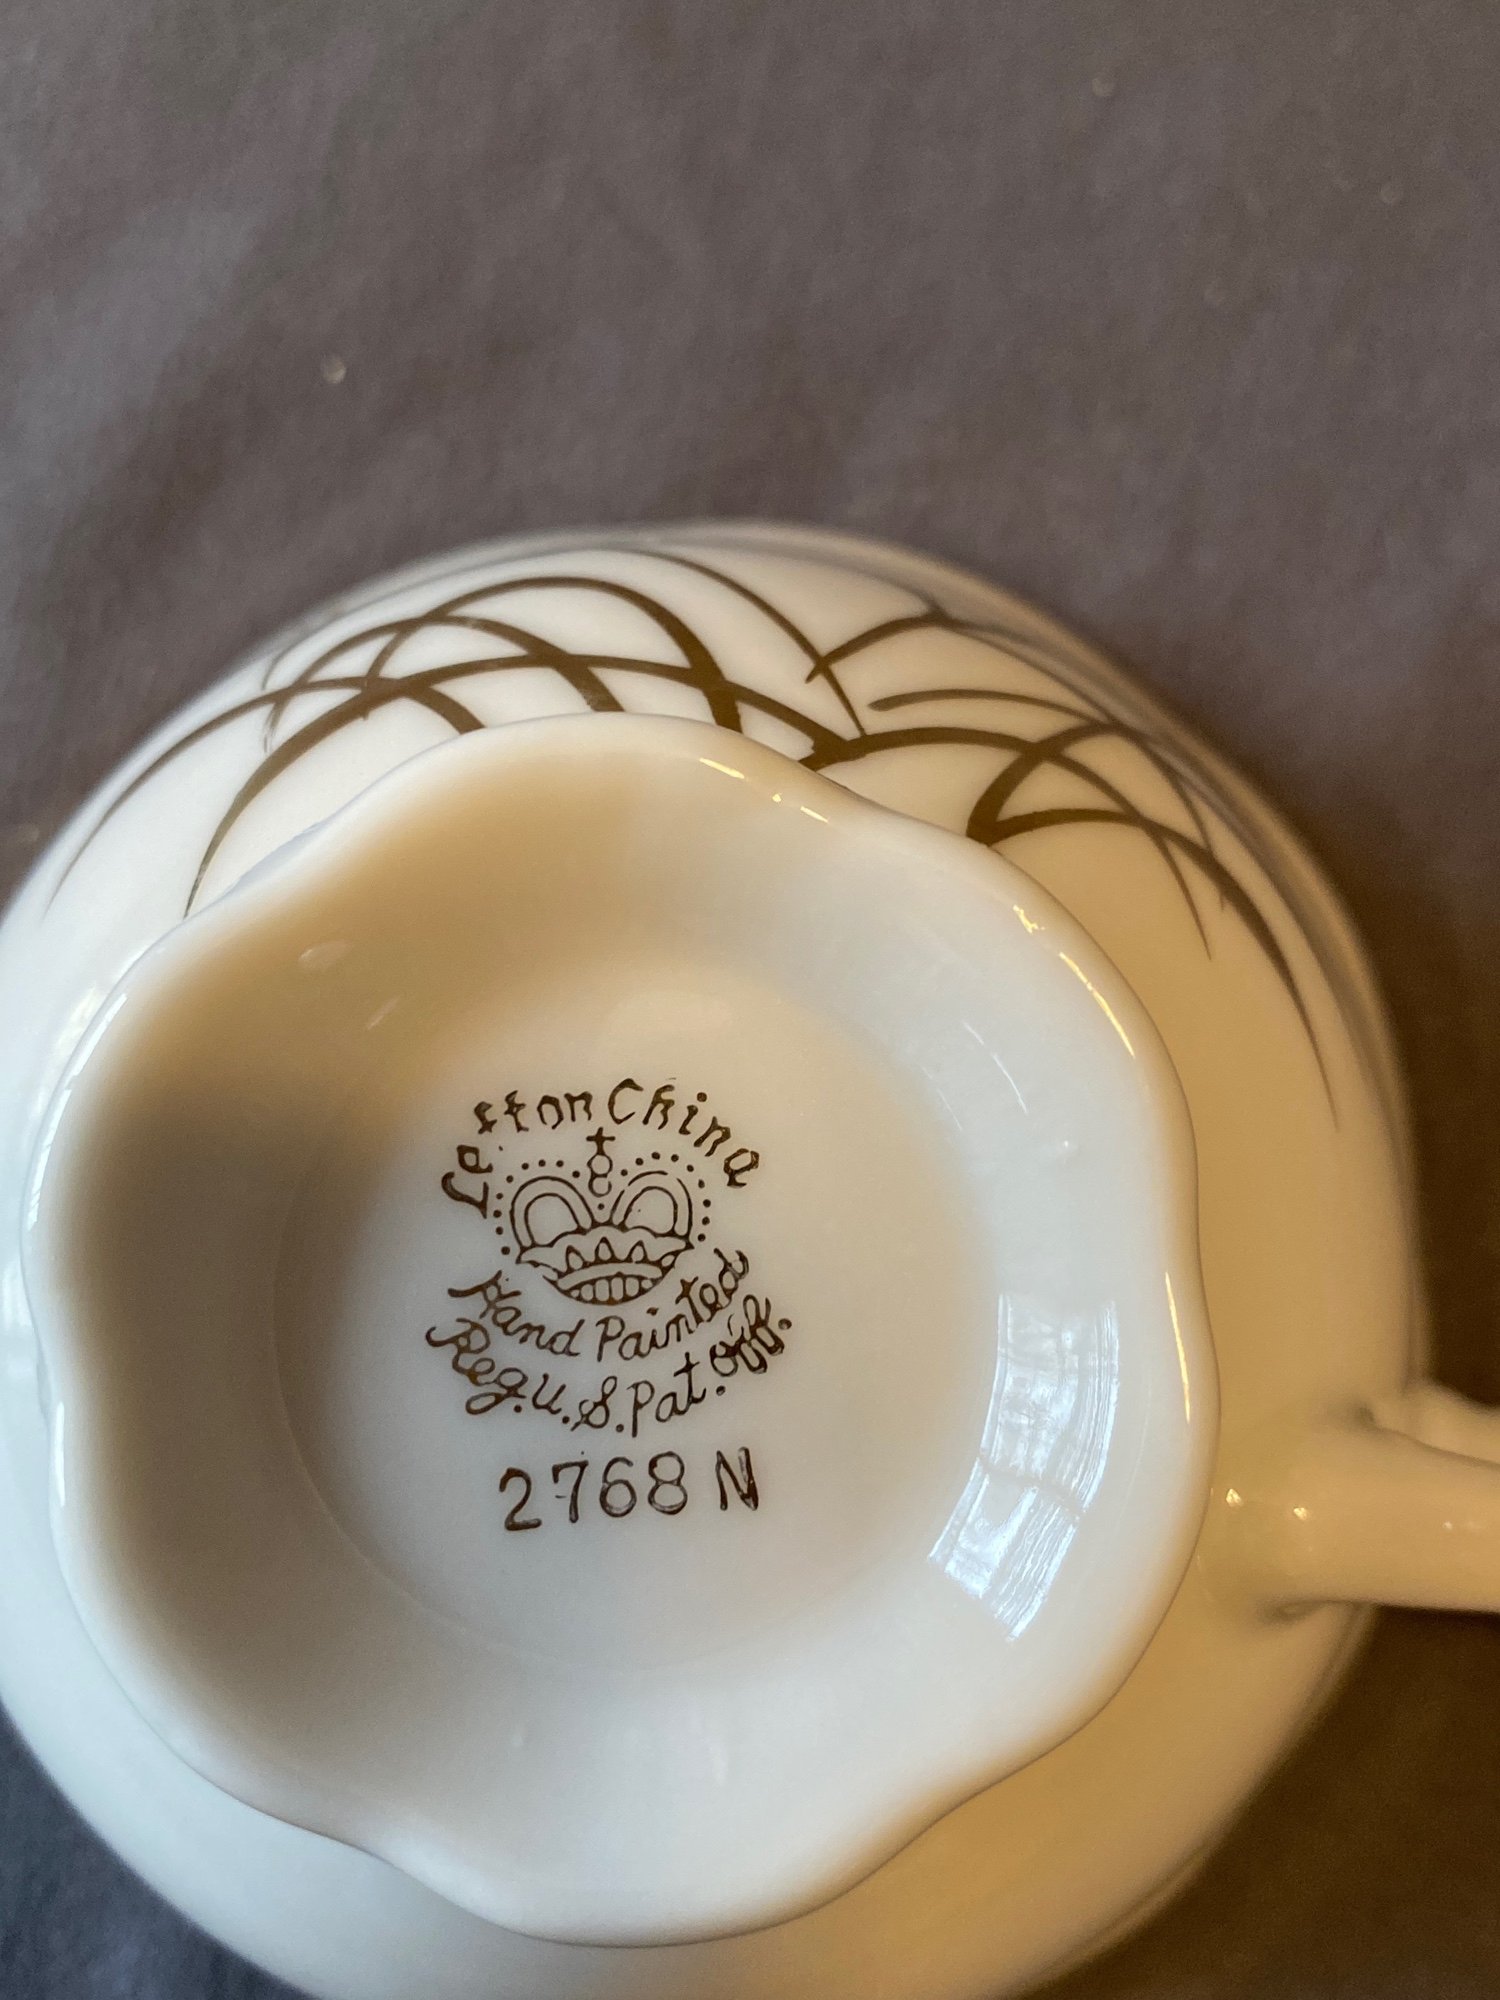 Lefton China
Hand Painted
Reg. U. S. Pat. Off.
2768 N